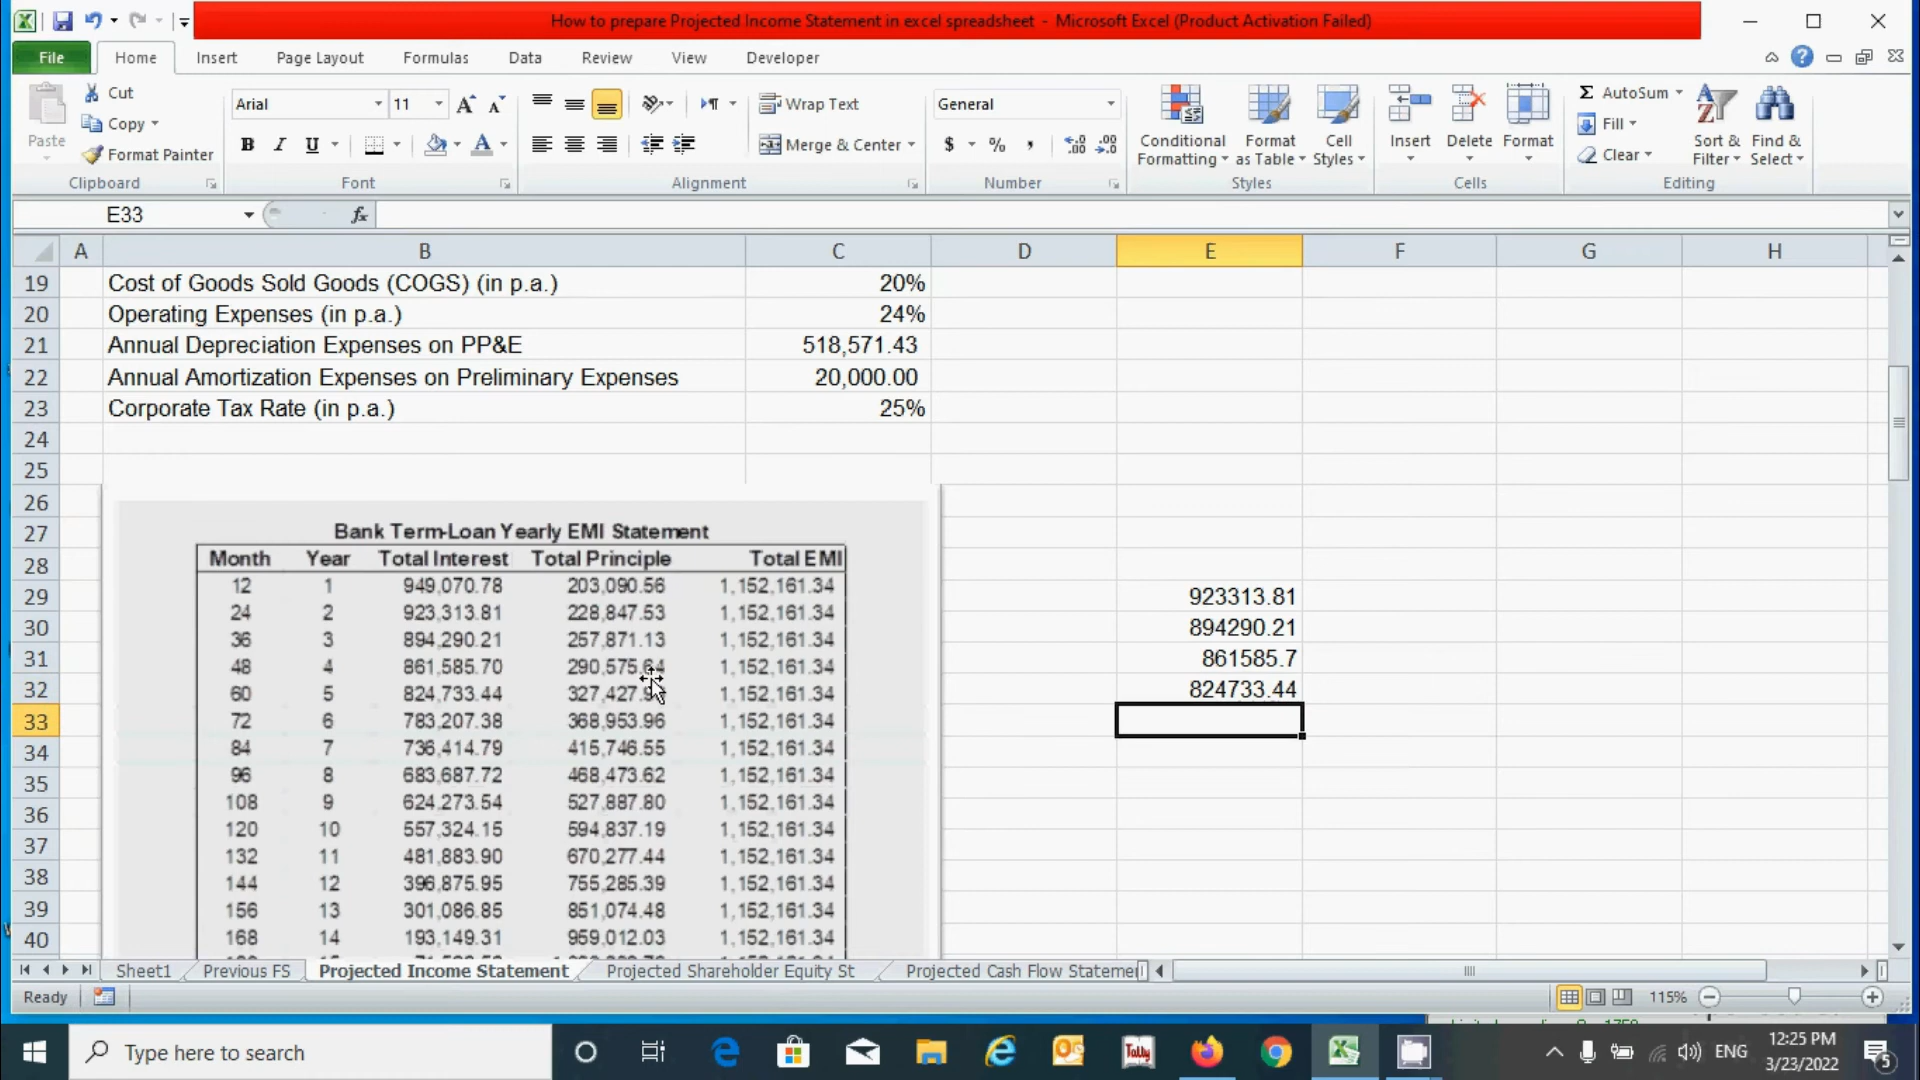 How to prepare Projected Income Statement in excel spreadsheet - Microsoft Excel (Product Activation Failed)
File Home Insert Page Layout Formulas Data Review View Developer
Paste Cut Copy Format Painter
Arial 11
B I U
Wrap Text
Merge & Center
General
$ % ,
Conditional Formatting Format as Table Cell Styles
Insert Delete Format
Σ AutoSum
Fill
Clear
Sort & Filter Find & Select
Clipboard Font Alignment Number Styles Cells Editing
E33 fx
A B C D E F G H
19 Cost of Goods Sold Goods (COGS) (in p.a.) 20%
20 Operating Expenses (in p.a.) 24%
21 Annual Depreciation Expenses on PP&E 518,571.43
22 Annual Amortization Expenses on Preliminary Expenses 20,000.00
23 Corporate Tax Rate (in p.a.) 25%
24
25
26
27
28
29 923313.81
30 894290.21
31 861585.7
32 824733.44
33
34
35
36
37
38
39
40
Bank Term-Loan Yearly EMI Statement
Month Year Total Interest Total Principle Total EMI
12 1 949,070.78 203,090.56 1,152,161.34
24 2 923,313.81 228,847.53 1,152,161.34
36 3 894,290.21 257,871.13 1,152,161.34
48 4 861,585.70 290,575.64 1,152,161.34
60 5 824,733.44 1,152,161.34
72 6 783,207.38 368,953.96 1,152,161.34
84 7 736,414.79 415,746.55 1,152,161.34
96 8 683,687.72 468,473.62 1,152,161.34
108 9 624,273.54 527,887.80 1,152,161.34
120 10 557,324.15 594,837.19 1,152,161.34
132 11 481,883.90 670,277.44 1,152,161.34
144 12 396,875.95 755,285.39 1,152,161.34
156 13 301,086.85 851,074.48 1,152,161.34
168 14 193,149.31 959,012.03 1,152,161.34
Sheet1 Previous FS Projected Income Statement Projected Shareholder Equity St Projected Cash Flow Statemer
Ready 115%
Type here to search Tally ENG 12:25 PM
3/23/2022 5